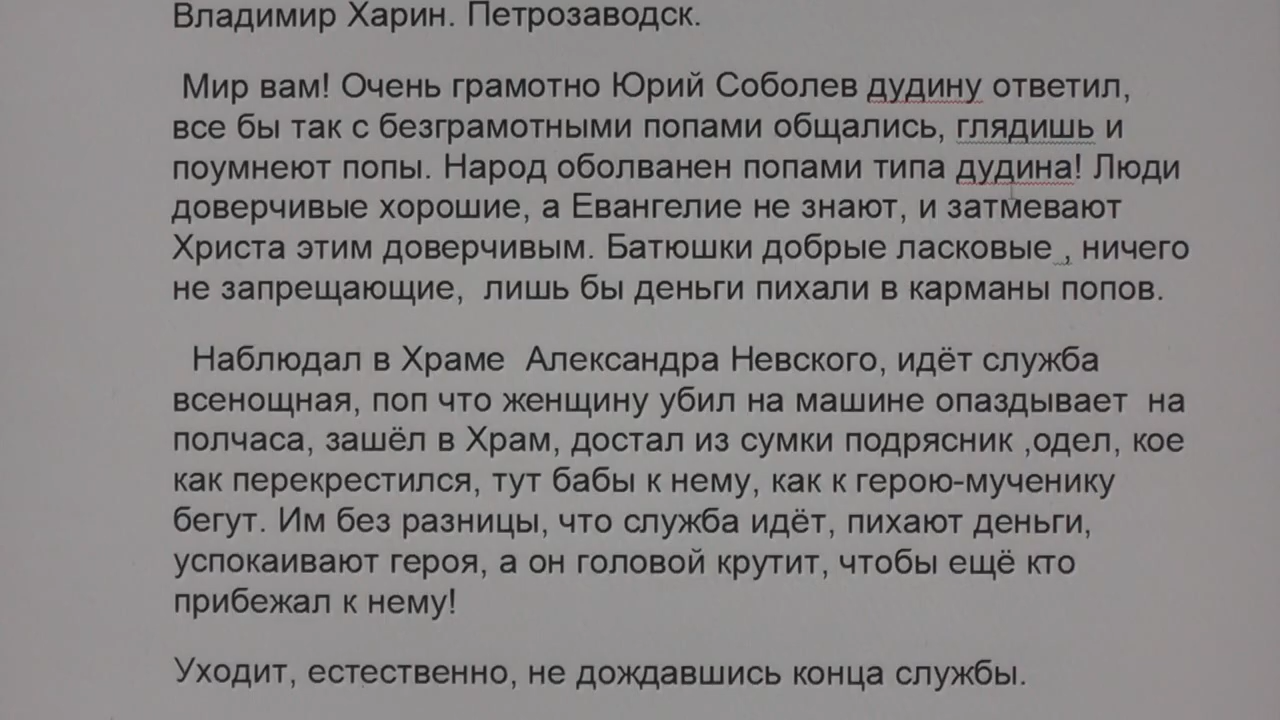 Владимир Харин. Петрозаводск.
Мир вам! Очень грамотно Юрий Соболев дудину ответил,
все бы так с безграмотными попами общались, глядишь и
поумнеют попы. Народ оболванен попами типа дудина! Люди
доверчивые хорошие, а Евангелие не знают, и затмевают
Христа этим доверчивым. Батюшки добрые ласковые , ничего
не запрещающие, лишь бы деньги пихали в карманы попов.
Наблюдал в Храме Александра Невского, идёт служба
всенощная, поп что женщину убил на машине опаздывает на
полчаса, зашёл в Храм, достал из сумки подрясник ,одел, кое
как перекрестился, тут бабы к нему, как к герою-мученику
бегут. Им без разницы, что служба идёт, пихают деньги,
успокаивают героя, а он головой крутит, чтобы ещё кто
прибежал к нему!
Уходит, естественно, не дождавшись конца службы.